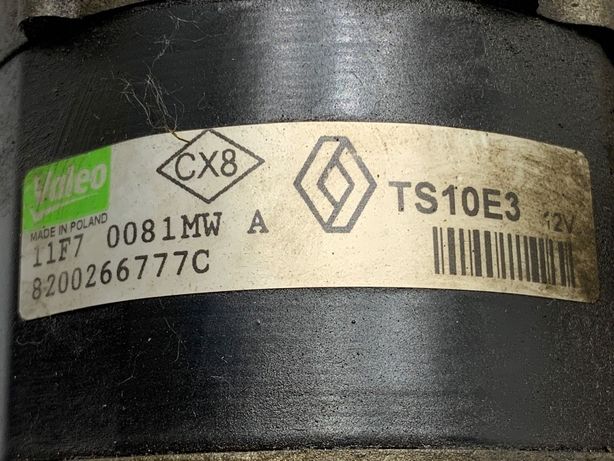 Valeo
MADE IN POLAND
CX8
TS10E3 12V
11F7 0081MW A
8200266777C